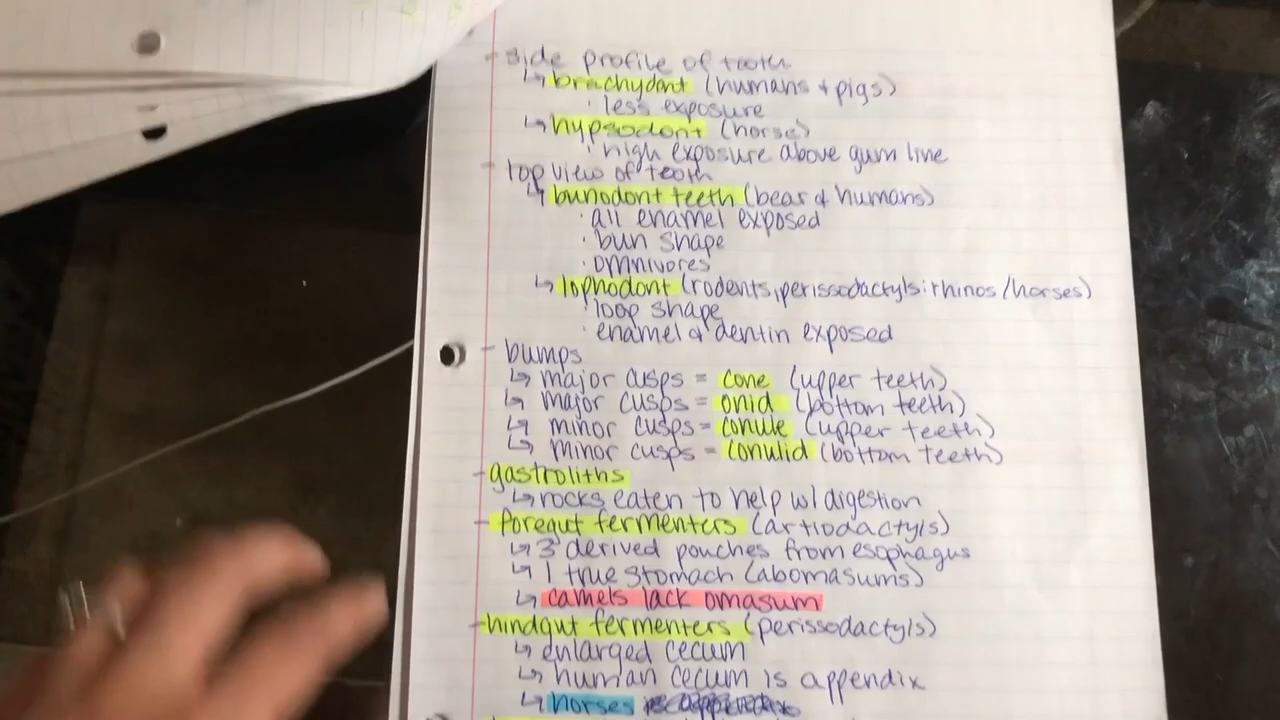 - side profile of tooth
↳ brachydont (humans + pigs)
· less exposure
↳ hypsodont (horse)
· high exposure above gum line
top view of tooth
↳ bunodont teeth (bear & humans)
· all enamel exposed
· bun shape
· omnivores
↳ lophodont (rodents, perissodactyls: rhinos/horses)
· loop shape
· enamel & dentin exposed
- bumps
↳ major cusps = cone (upper teeth)
↳ major cusps = onid (bottom teeth)
↳ minor cusps = conule (upper teeth)
↳ minor cusps = conulid (bottom teeth)
- gastroliths
↳ rocks eaten to help w/ digestion
- foregut fermenters (artiodactyls)
↳ 3 derived pouches from esophagus
↳ 1 true stomach (abomasums)
↳ camels lack omasum
- hindgut fermenters (perissodactyls)
↳ enlarged cecum
↳ human cecum is appendix
↳ horses